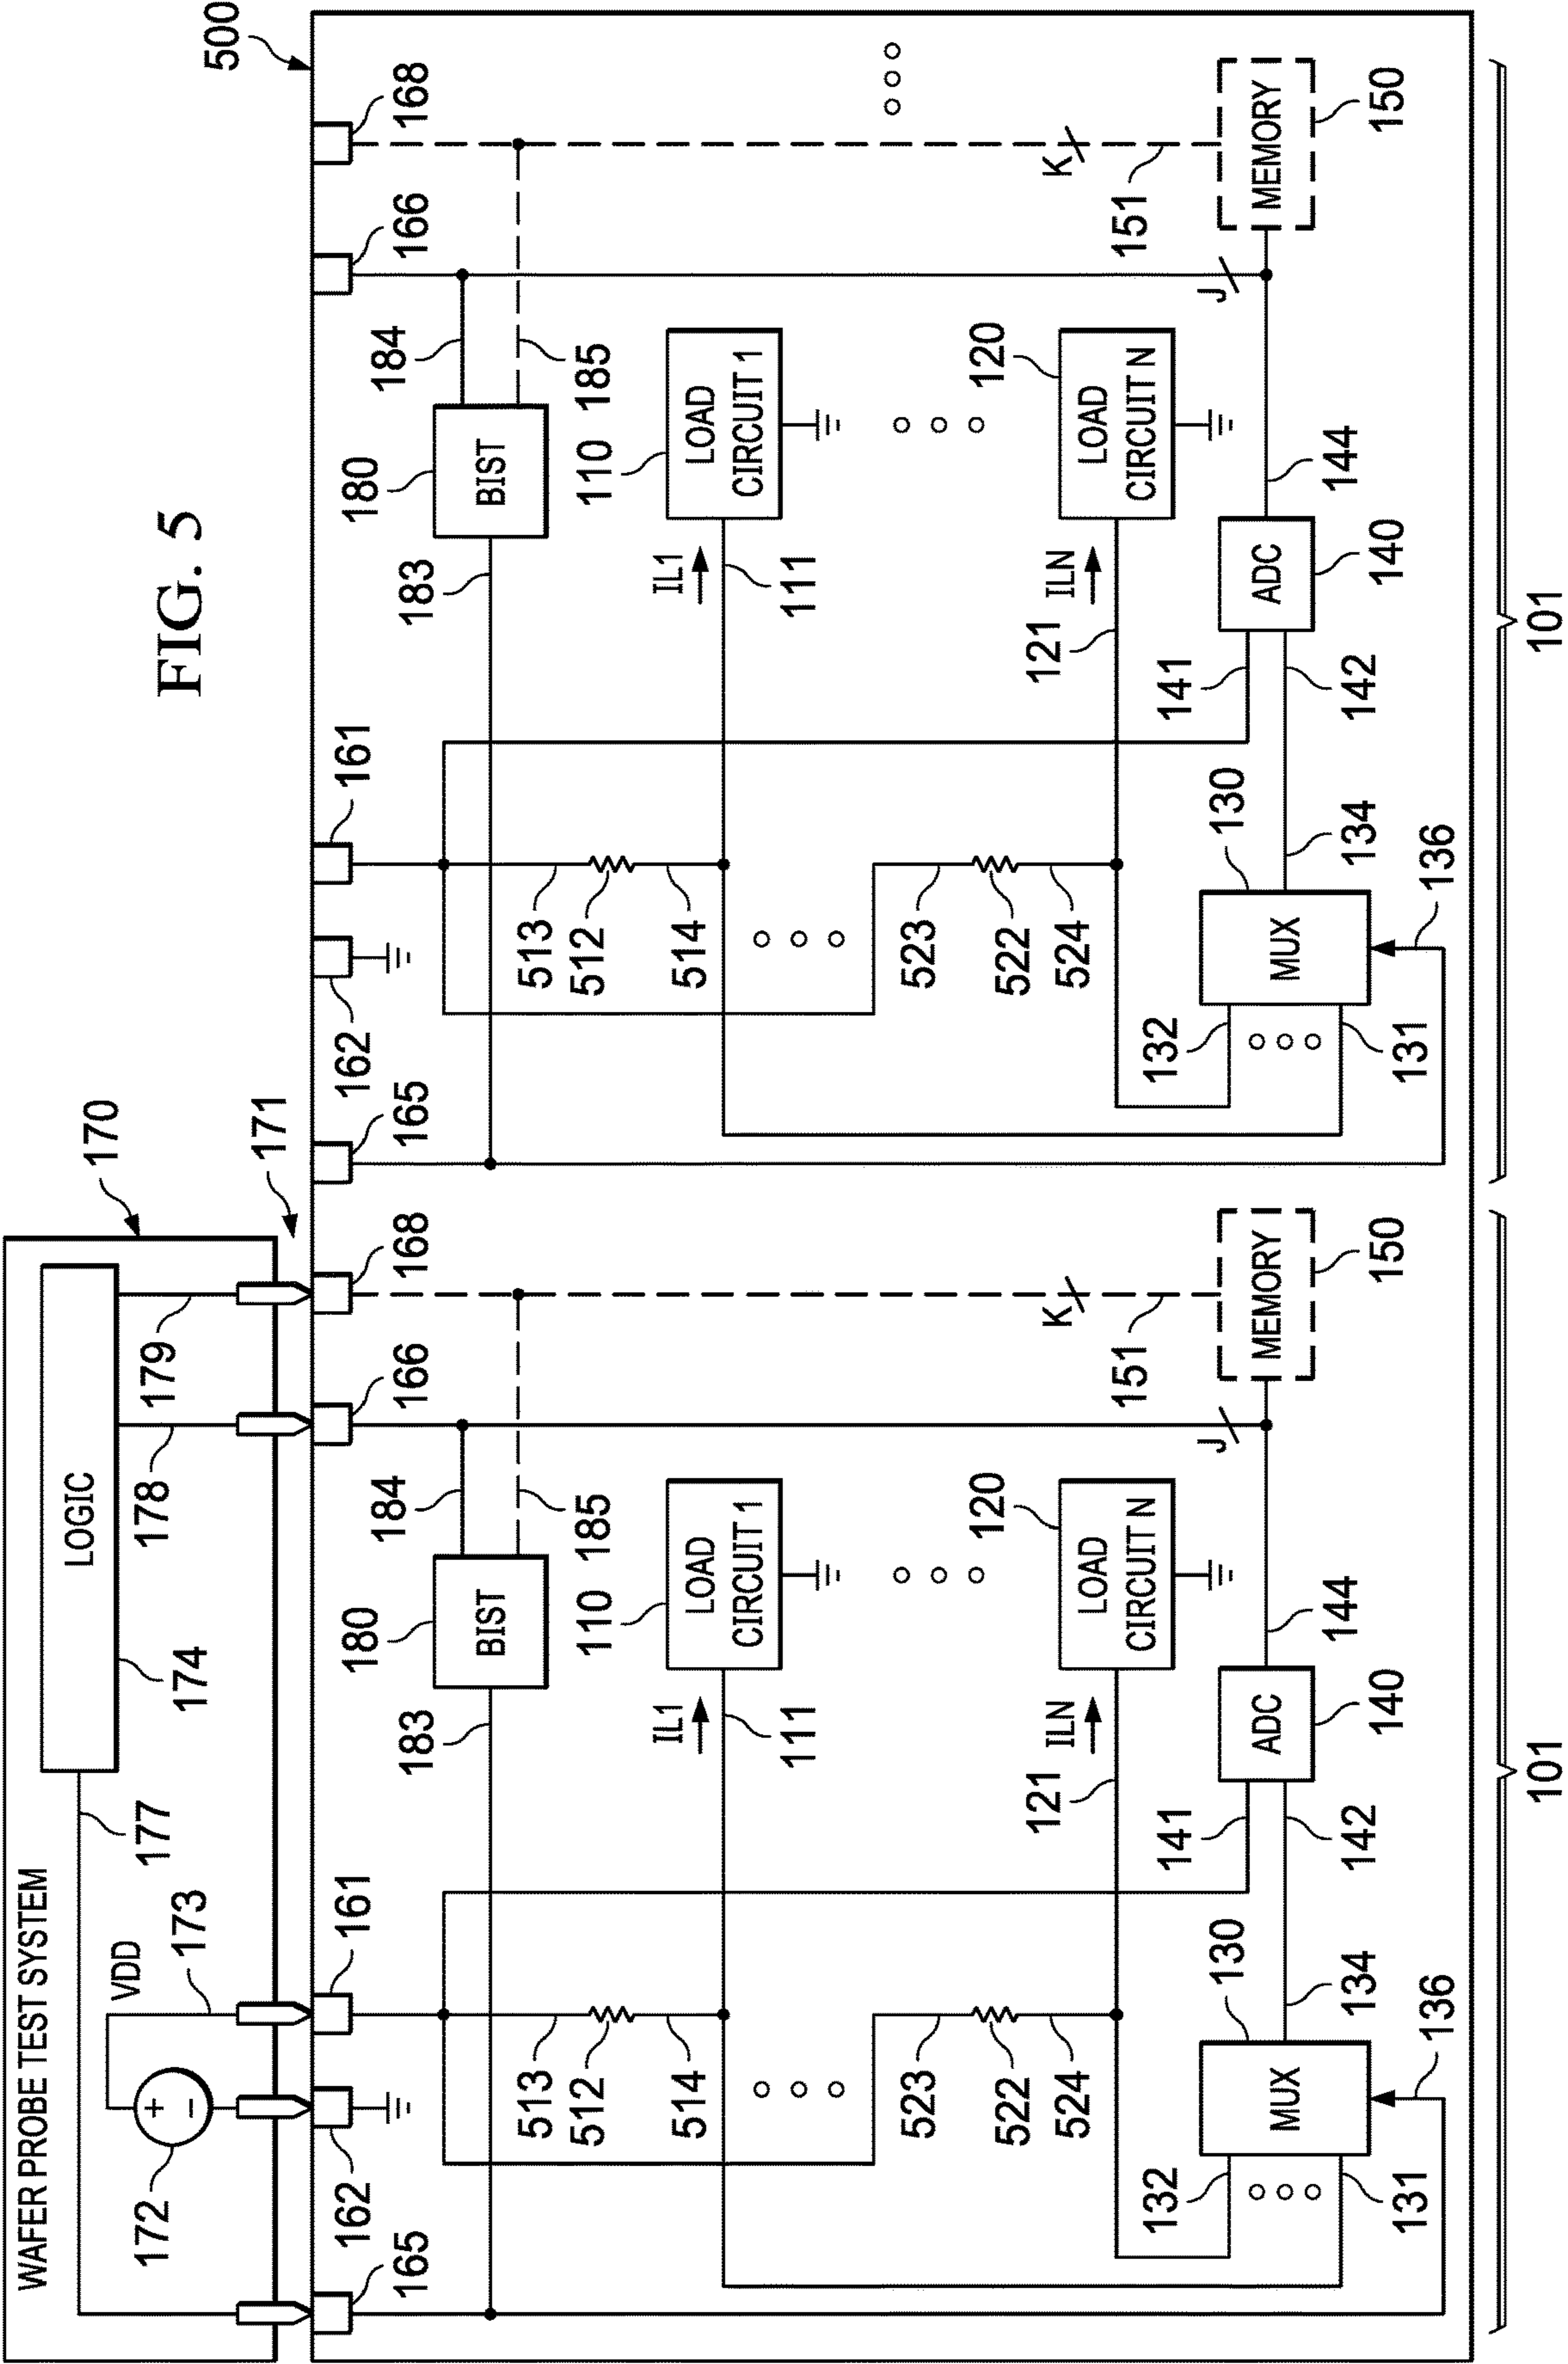 FIG. 5
WAFER PROBE TEST SYSTEM
170
LOGIC
174
VDD
172
173
177
178
179
171
500
165
162
161
166
168
165
162
161
166
168
183
180
BIST
184
185
183
180
BIST
184
185
513
512
514
IL1
111
110
LOAD
CIRCUIT 1
513
512
514
IL1
111
110
LOAD
CIRCUIT 1
523
522
524
121
ILN
120
LOAD
CIRCUIT N
K
151
J
523
522
524
121
ILN
120
LOAD
CIRCUIT N
K
151
J
132
131
130
MUX
134
136
141
142
ADC
140
144
MEMORY
150
132
131
130
MUX
134
136
141
142
ADC
140
144
MEMORY
150
101
101